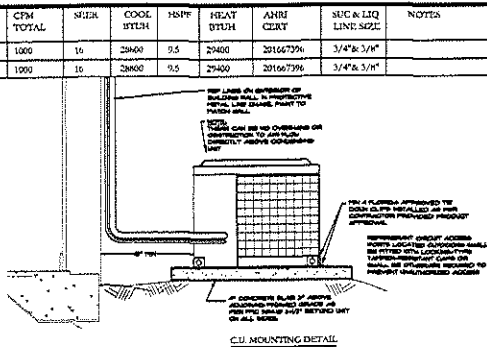 CFM TOTAL SEER COOL BTUH HSPF HEAT BTUH AHRI CERT SUC & LIQ LINE SIZE NOTES
1000 16 28800 9.5 29400 201667396 3/4"& 3/8"
1000 16 28800 9.5 29400 201667396 3/4"& 3/8"
REF LINES ON EXTERIOR OF
BUILDING WALL IN PROTECTIVE
METAL LINE CHASE, PAINT TO
MATCH WALL
NOTE:
THERE CAN BE NO OVERHANG OR
OBSTRUCTION TO AIR FLOW
DIRECTLY ABOVE CONDENSING
UNIT
MIN 4 FLORIDA APPROVED TIE
DOWN CLIPS INSTALLED AS PER
CONTRACTOR PROVIDED PRODUCT
APPROVAL
REFRIGERANT CIRCUIT ACCESS
PORTS LOCATED OUTDOORS SHALL
BE FITTED WITH LOCKING-TYPE
TAMPER-RESISTANT CAPS OR
SHALL BE OTHERWISE SECURED TO
PREVENT UNAUTHORIZED ACCESS
MIN
4" CONCRETE SLAB 3" ABOVE
ADJOINING FINISHED GRADE AS
PER BEYOND UNIT
ON ALL SIDES
C.U. MOUNTING DETAIL